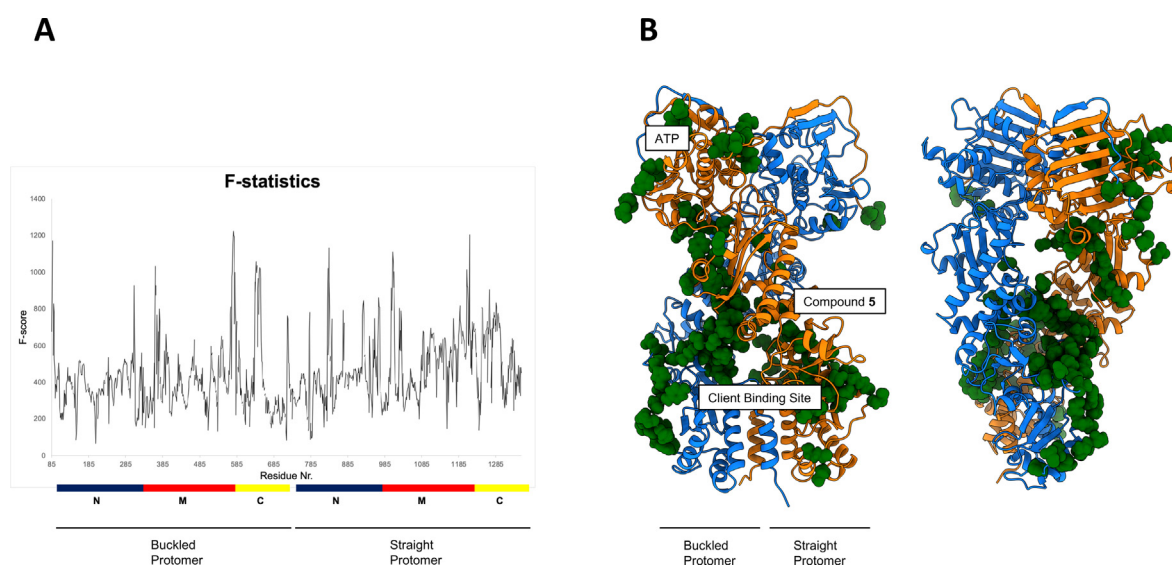 A
B
F-statistics
F-score
1400
1200
1000
800
600
400
200
0
85 185 285 385 485 585 685 785 885 985 1085 1185 1285
Residue Nr.
N M C N M C
Buckled
Protomer
Straight
Protomer
ATP
Compound 5
Client Binding Site
Buckled
Protomer
Straight
Protomer